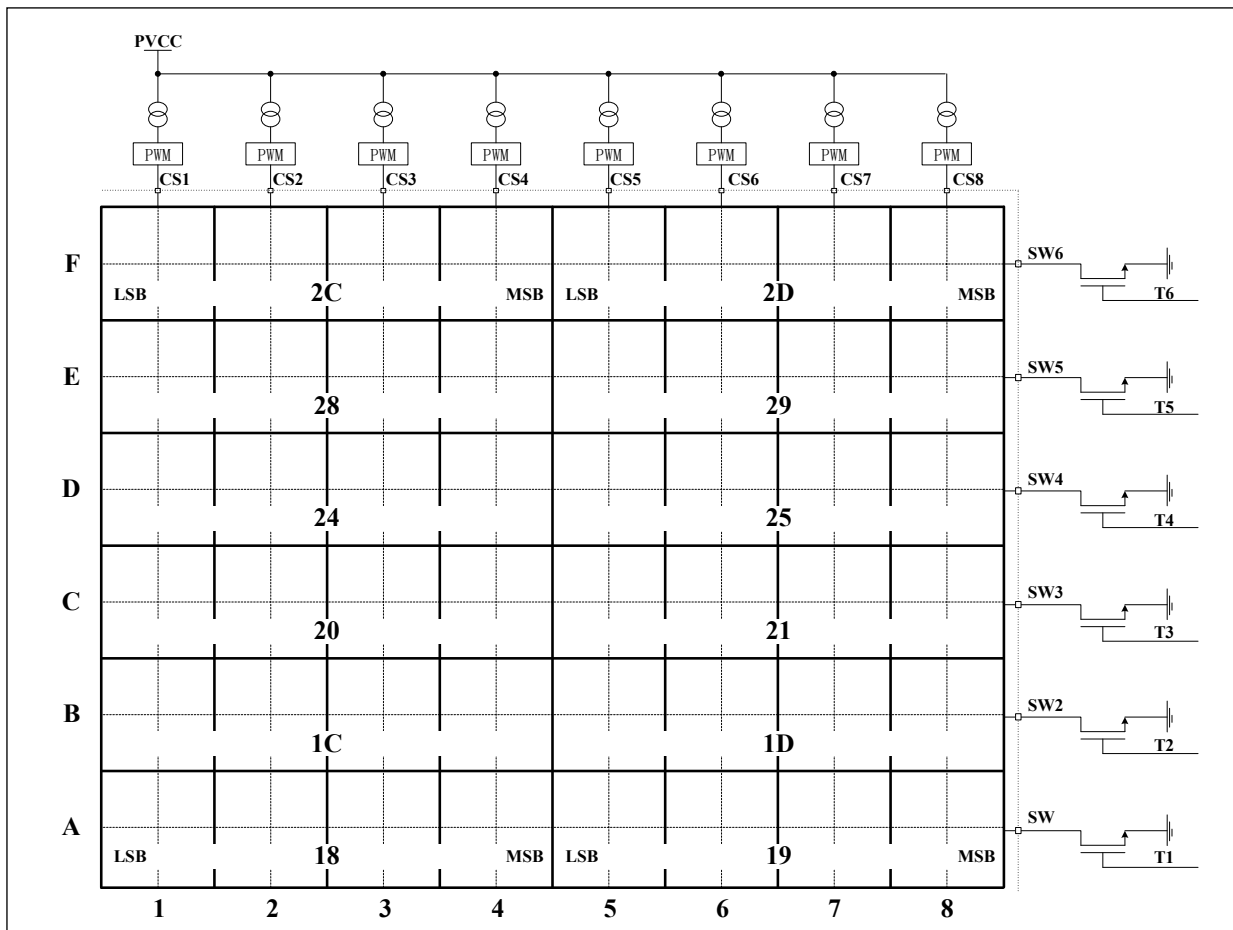 PVCC
PWM PWM PWM PWM PWM PWM PWM PWM
CS1 CS2 CS3 CS4 CS5 CS6 CS7 CS8
SW6
F
T6
LSB 2C MSB LSB 2D MSB
SW5
E
28 29
T5
SW4
D
24 25
T4
SW3
C
20 21
T3
SW2
B
1C 1D
T2
SW
A
LSB 18 MSB LSB 19 MSB
T1
1 2 3 4 5 6 7 8